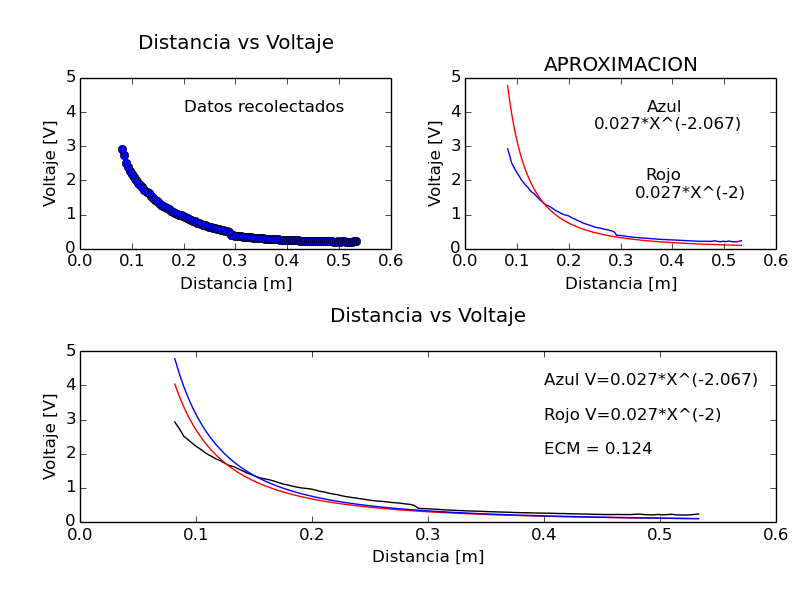 Distancia vs Voltaje
5
4
3
2
1
0
Voltaje [V]
Datos recolectados
0.0 0.1 0.2 0.3 0.4 0.5 0.6
Distancia [m]
APROXIMACION
5
4
3
2
1
0
Voltaje [V]
Azul
0.027*X^(-2.067)
Rojo
0.027*X^(-2)
0.0 0.1 0.2 0.3 0.4 0.5 0.6
Distancia [m]
Distancia vs Voltaje
5
4
3
2
1
0
Voltaje [V]
Azul V=0.027*X^(-2.067)
Rojo V=0.027*X^(-2)
ECM = 0.124
0.0 0.1 0.2 0.3 0.4 0.5 0.6
Distancia [m]